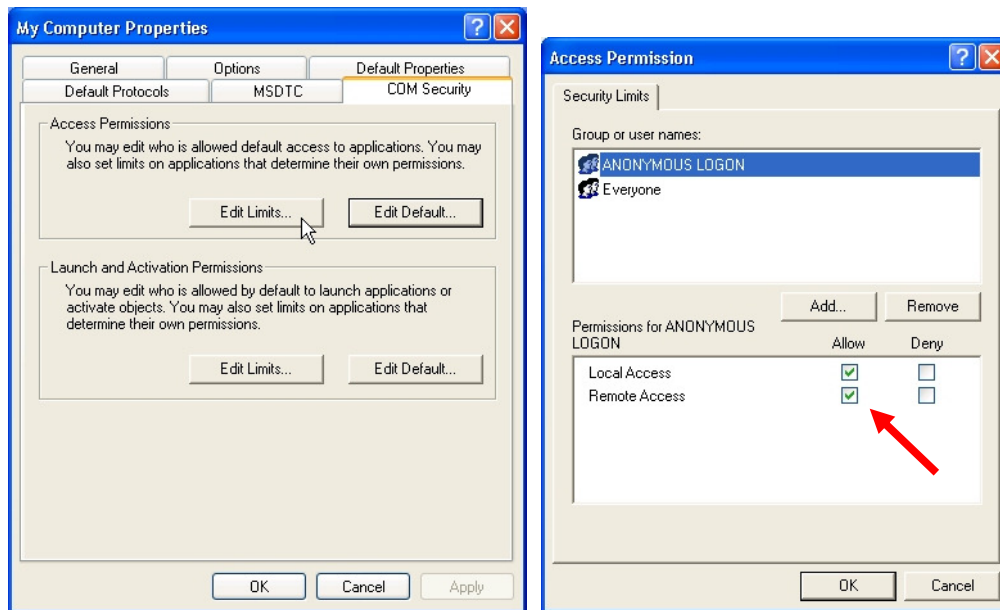 My Computer Properties
General Options Default Properties
Default Protocols MSDTC COM Security
Access Permissions
You may edit who is allowed default access to applications. You may
also set limits on applications that determine their own permissions.
Edit Limits... Edit Default...
Launch and Activation Permissions
You may edit who is allowed by default to launch applications or
activate objects. You may also set limits on applications that
determine their own permissions.
Edit Limits... Edit Default...
OK Cancel Apply
Access Permission
Security Limits
Group or user names:
ANONYMOUS LOGON
Everyone
Add... Remove
Permissions for ANONYMOUS
LOGON Allow Deny
Local Access
Remote Access
OK Cancel